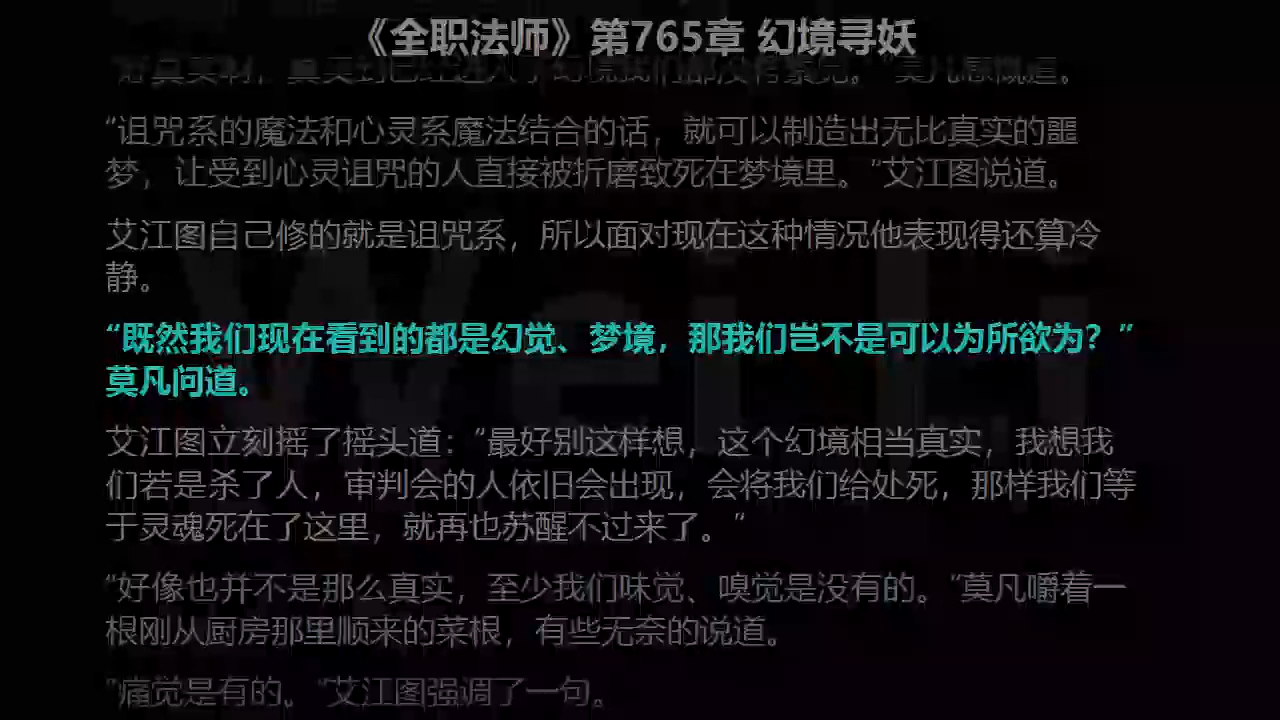 《全职法师》第765章 幻境寻妖
“诅咒系的魔法和心灵系魔法结合的话，就可以制造出无比真实的噩
梦，让受到心灵诅咒的人直接被折磨致死在梦境里。”艾江图说道。
艾江图自己修的就是诅咒系，所以面对现在这种情况他表现得还算冷
静。
“既然我们现在看到的都是幻觉、梦境，那我们岂不是可以为所欲为？”
莫凡问道。
艾江图立刻摇了摇头道：“最好别这样想，这个幻境相当真实，我想我
们若是杀了人，审判会的人依旧会出现，会将我们给处死，那样我们等
于灵魂死在了这里，就再也苏醒不过来了。”
“好像也并不是那么真实，至少我们味觉、嗅觉是没有的。”莫凡嚼着一
根刚从厨房那里顺来的菜根，有些无奈的说道。
“痛觉是有的。”艾江图强调了一句。